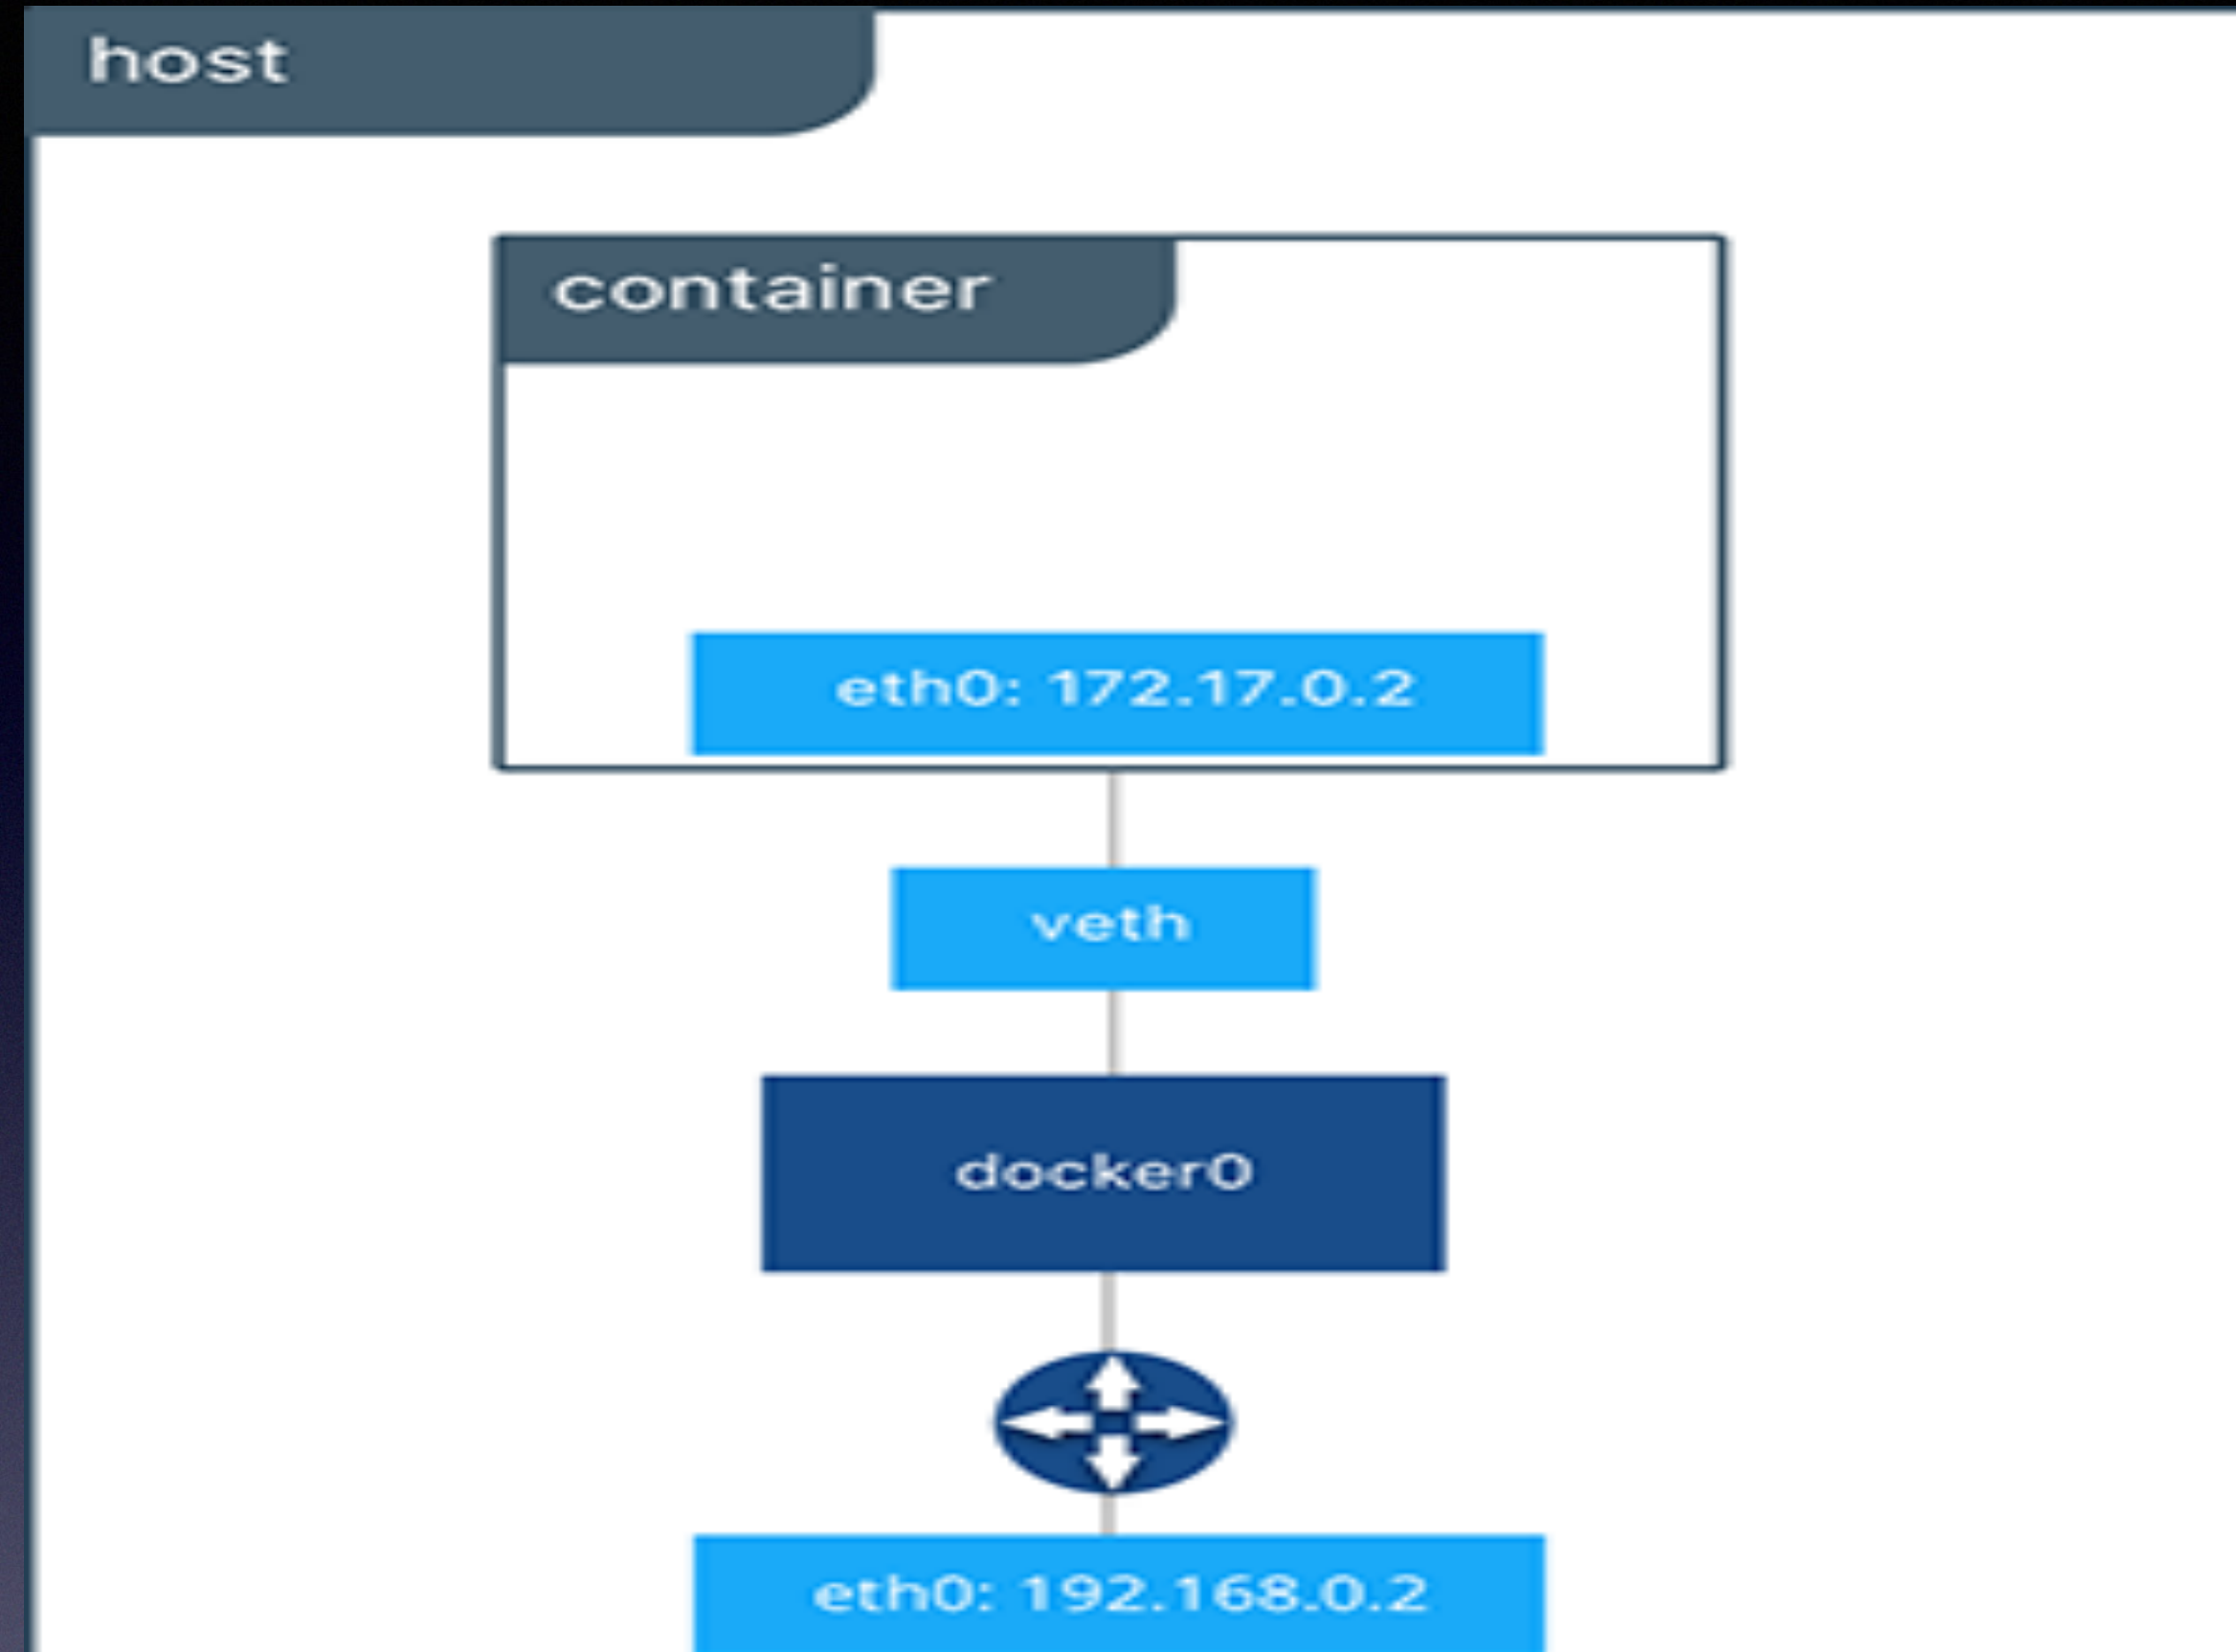 host
container
eth0: 172.17.0.2
veth
docker0
eth0: 192.168.0.2